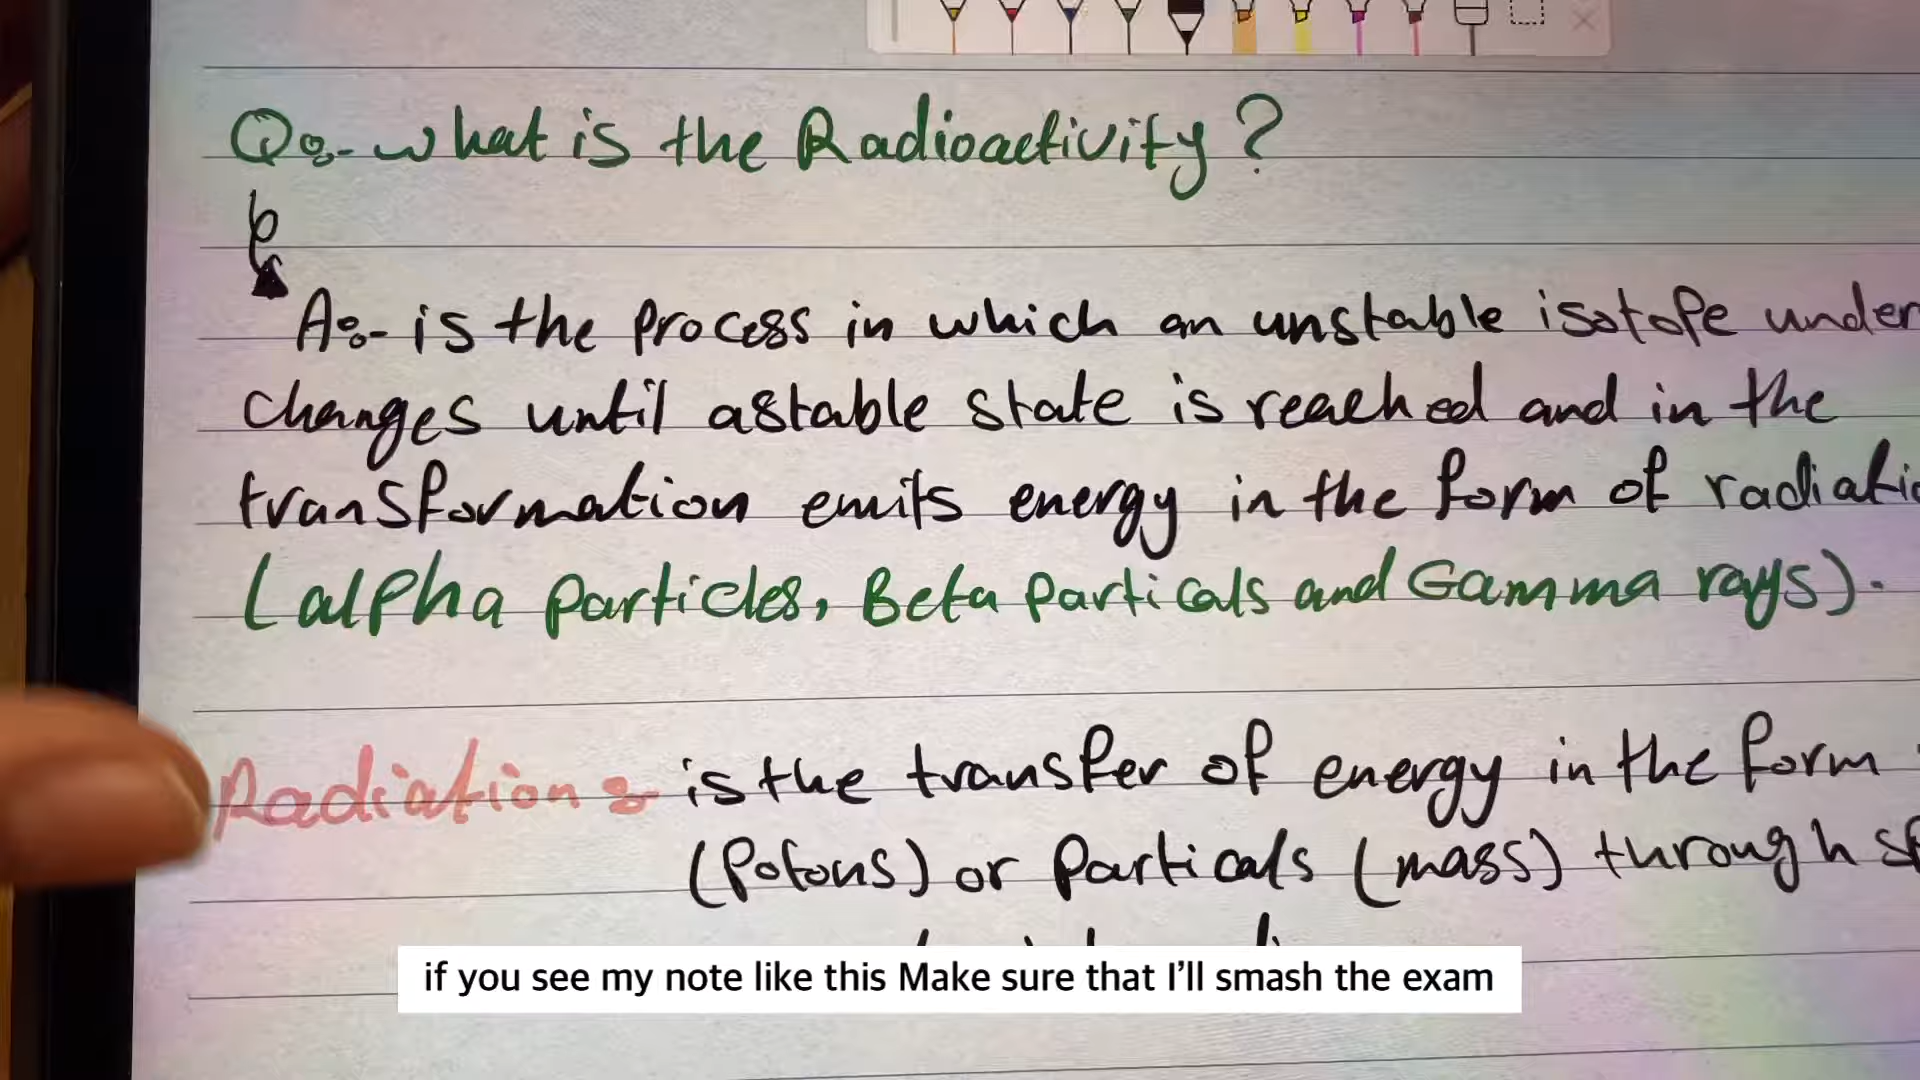 Q:- what is the Radioactivity?
A:- is the process in which an unstable isotope under
changes until a stable state is reached and in the
transformation emits energy in the form of radiatio
(alpha particles, Beta particals and Gamma rays).
Radiation:- is the transfer of energy in the form
(potons) or particals (mass) through sp
if you see my note like this Make sure that I'll smash the exam